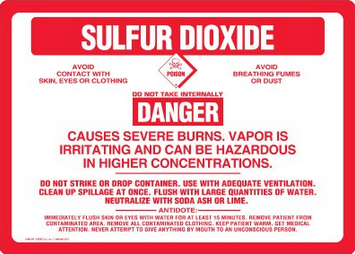 SULFUR DIOXIDE
AVOID
CONTACT WITH
SKIN, EYES OR CLOTHING
POISON
AVOID
BREATHING FUMES
OR DUST
DO NOT TAKE INTERNALLY
DANGER
CAUSES SEVERE BURNS. VAPOR IS
IRRITATING AND CAN BE HAZARDOUS
IN HIGHER CONCENTRATIONS.
DO NOT STRIKE OR DROP CONTAINER. USE WITH ADEQUATE VENTILATION.
CLEAN UP SPILLAGE AT ONCE. FLUSH WITH LARGE QUANTITIES OF WATER.
NEUTRALIZE WITH SODA ASH OR LIME.
ANTIDOTE:
IMMEDIATELY FLUSH SKIN OR EYES WITH WATER FOR AT LEAST 15 MINUTES. REMOVE PATIENT FROM
CONTAMINATED AREA. REMOVE ALL CONTAMINATED CLOTHING. KEEP PATIENT WARM. GET MEDICAL
ATTENTION. NEVER ATTEMPT TO GIVE ANYTHING BY MOUTH TO AN UNCONSCIOUS PERSON.